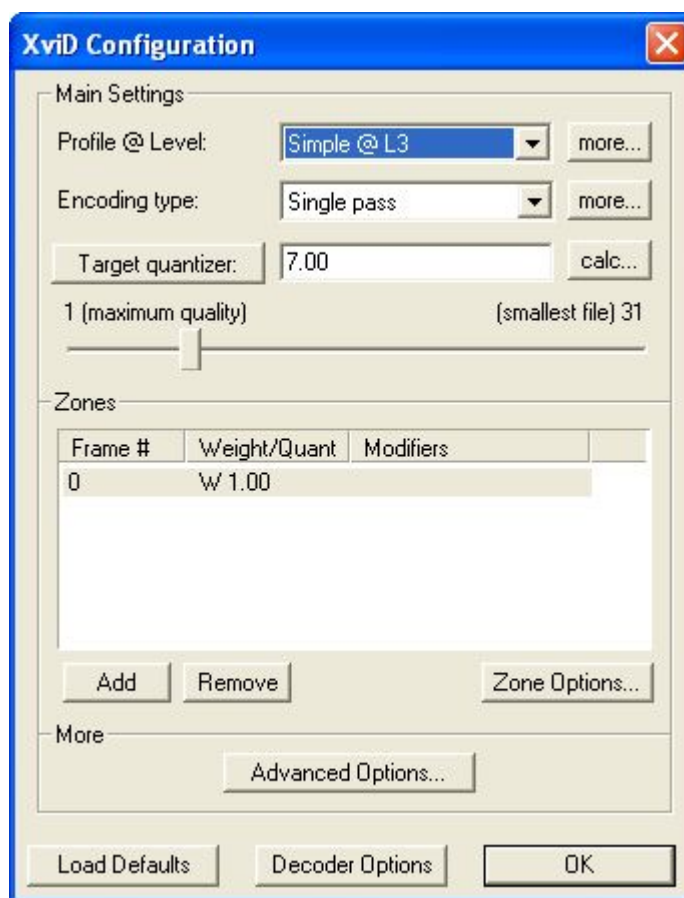 XviD Configuration
Main Settings
Profile @ Level: Simple @ L3 more...
Encoding type: Single pass more...
Target quantizer: 7.00 calc...
1 (maximum quality) (smallest file) 31
Zones
Frame # Weight/Quant Modifiers
0 W 1.00
Add Remove Zone Options...
More
Advanced Options...
Load Defaults Decoder Options OK